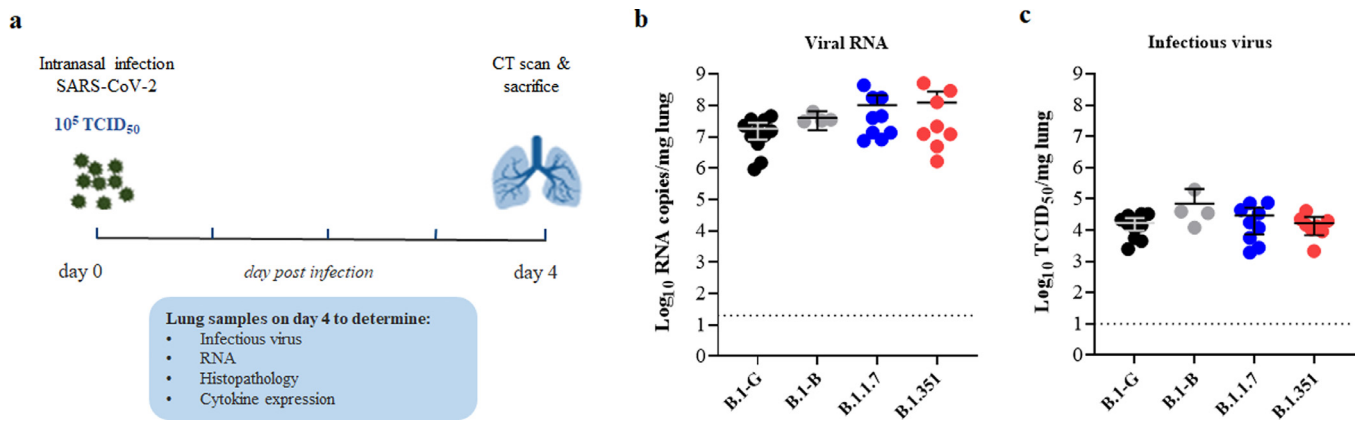 a
Intranasal infection
SARS-CoV-2
10⁵ TCID₅₀
CT scan &
sacrifice
day 0
day post infection
day 4
Lung samples on day 4 to determine:
• Infectious virus
• RNA
• Histopathology
• Cytokine expression
b
Viral RNA
Log₁₀ RNA copies/mg lung
9
8
7
6
5
4
3
2
1
0
B.1-G
B.1-B
B.1.1.7
B.1.351
c
Infectious virus
Log₁₀ TCID₅₀/mg lung
9
8
7
6
5
4
3
2
1
0
B.1-G
B.1-B
B.1.1.7
B.1.351